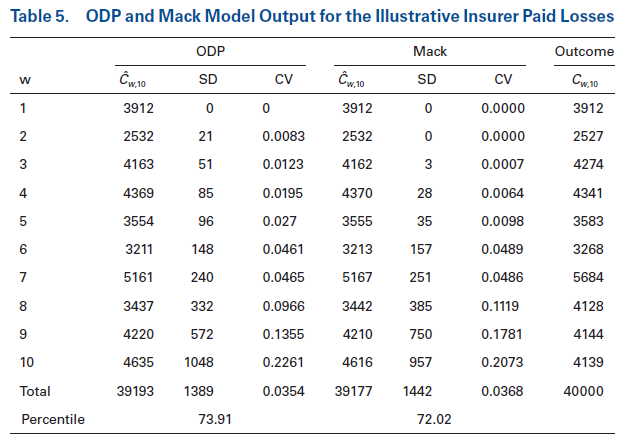 Table 5. ODP and Mack Model Output for the Illustrative Insurer Paid Losses
ODP Mack Outcome
w Ĉw,10 SD CV Ĉw,10 SD CV Cw,10
1 3912 0 0 3912 0 0.0000 3912
2 2532 21 0.0083 2532 0 0.0000 2527
3 4163 51 0.0123 4162 3 0.0007 4274
4 4369 85 0.0195 4370 28 0.0064 4341
5 3554 96 0.027 3555 35 0.0098 3583
6 3211 148 0.0461 3213 157 0.0489 3268
7 5161 240 0.0465 5167 251 0.0486 5684
8 3437 332 0.0966 3442 385 0.1119 4128
9 4220 572 0.1355 4210 750 0.1781 4144
10 4635 1048 0.2261 4616 957 0.2073 4139
Total 39193 1389 0.0354 39177 1442 0.0368 40000
Percentile 73.91 72.02